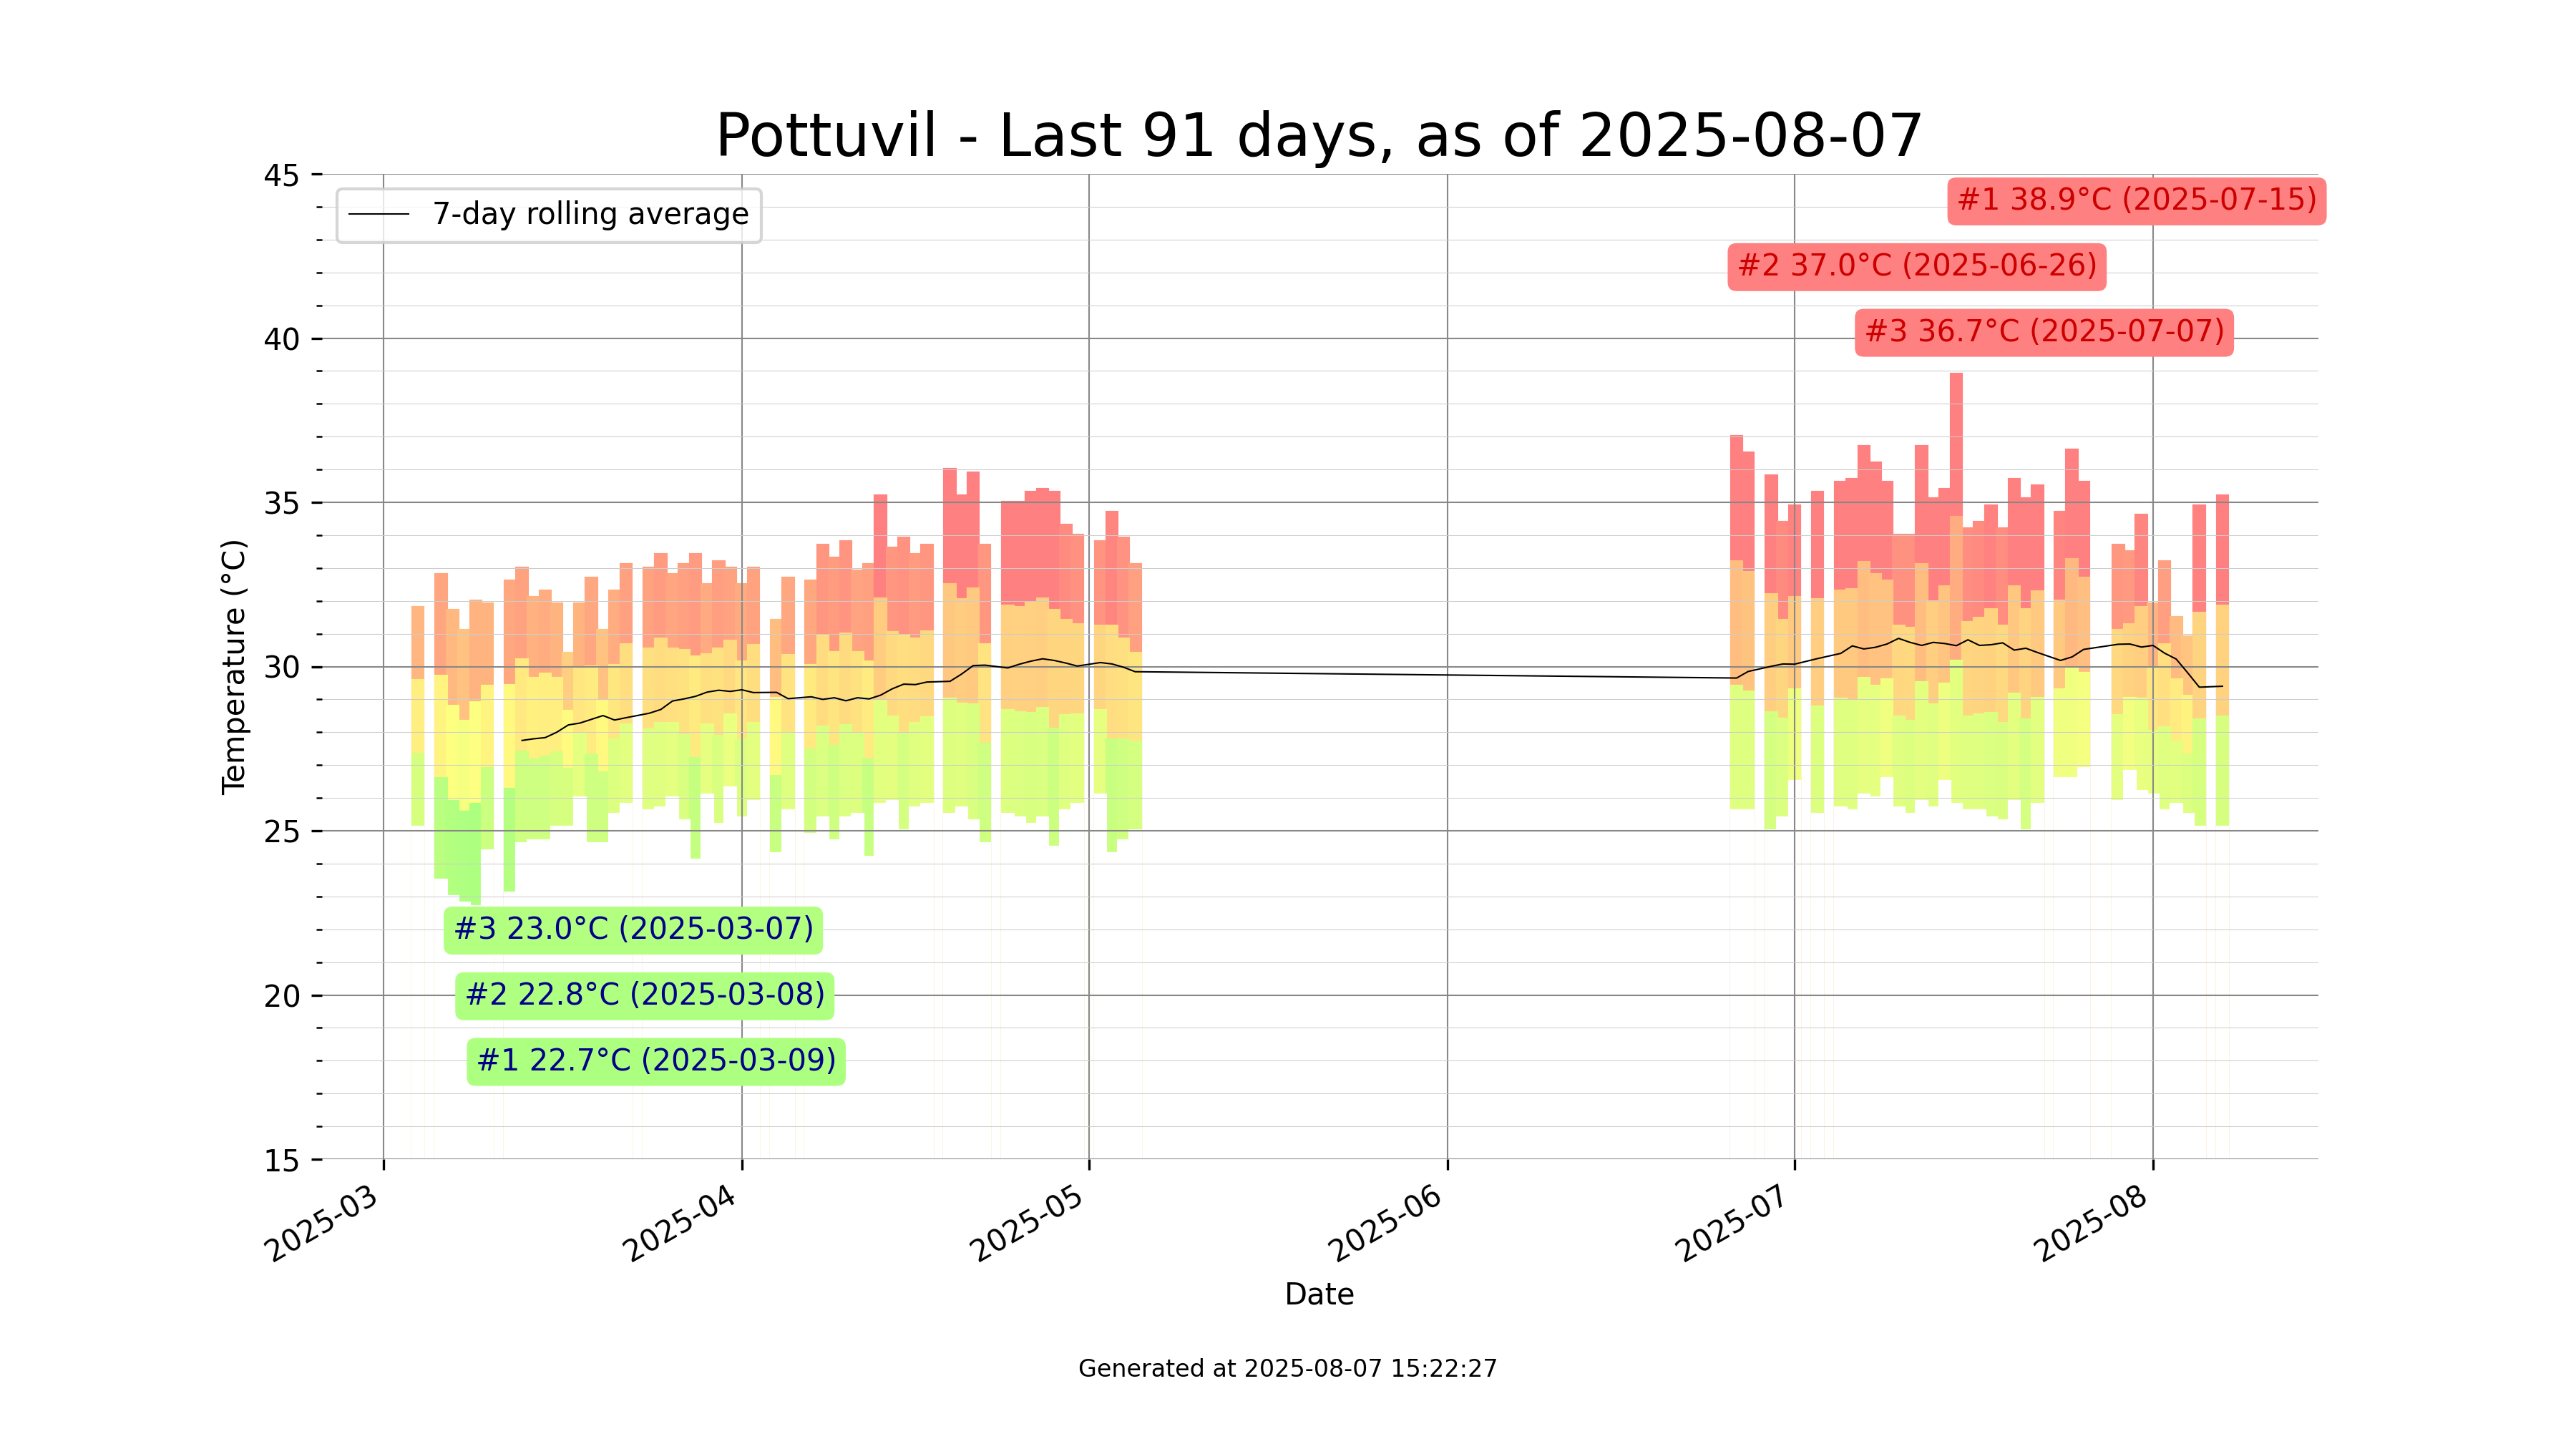 Pottuvil - Last 91 days, as of 2025-08-07
45
40
35
30
25
20
15
Temperature (°C)
7-day rolling average
#1 38.9°C (2025-07-15)
#2 37.0°C (2025-06-26)
#3 36.7°C (2025-07-07)
#3 23.0°C (2025-03-07)
#2 22.8°C (2025-03-08)
#1 22.7°C (2025-03-09)
2025-03
2025-04
2025-05
2025-06
2025-07
2025-08
Date
Generated at 2025-08-07 15:22:27